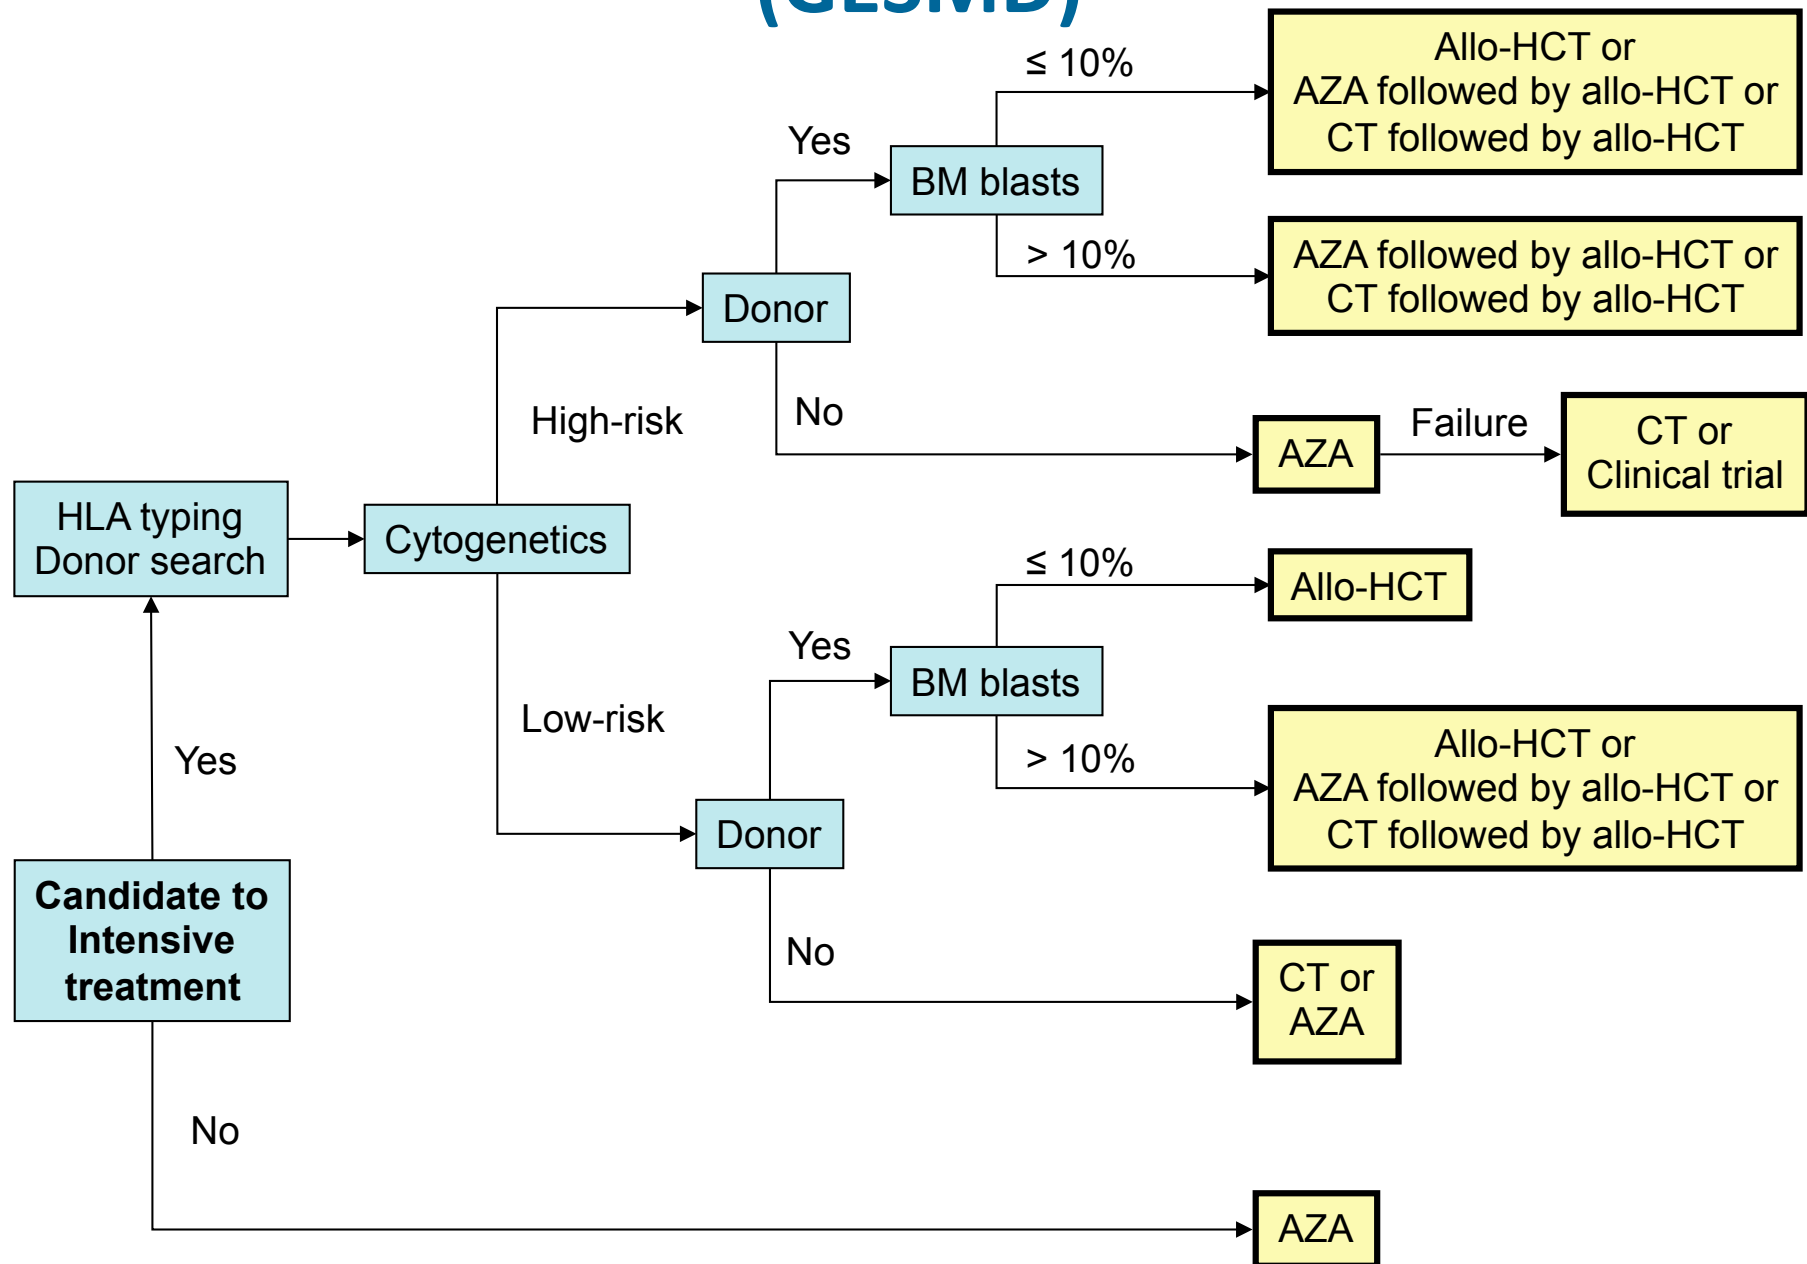 (GESMD)
≤ 10%
Allo-HCT or
AZA followed by allo-HCT or
CT followed by allo-HCT
Yes
BM blasts
> 10%
AZA followed by allo-HCT or
CT followed by allo-HCT
Donor
High-risk
No
AZA
Failure
CT or
Clinical trial
HLA typing
Donor search
Cytogenetics
≤ 10%
Allo-HCT
Yes
BM blasts
Low-risk
> 10%
Allo-HCT or
AZA followed by allo-HCT or
CT followed by allo-HCT
Yes
Donor
Candidate to
Intensive
treatment
No
CT or
AZA
No
AZA